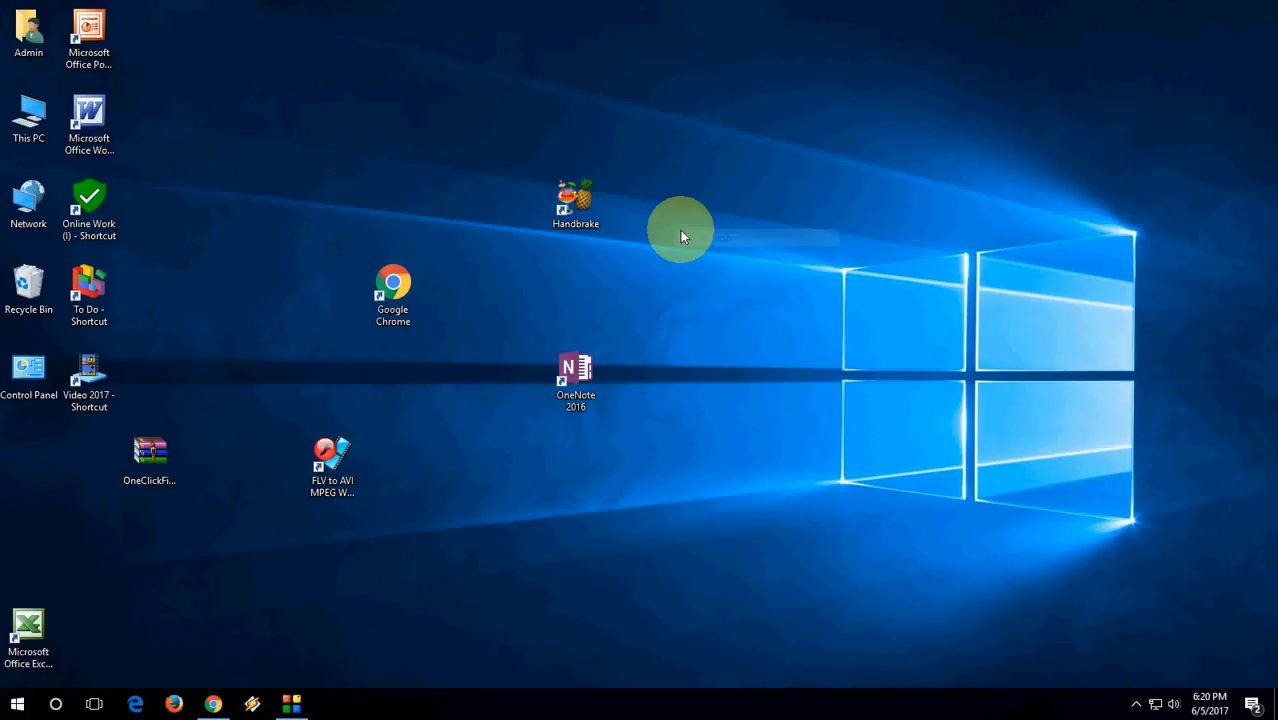 Admin
Microsoft
Office Po...
This PC
Microsoft
Office Wo...
Handbrake
Network
Online Work
(I) - Shortcut
Recycle Bin
To Do -
Shortcut
Google
Chrome
Control Panel
Video 2017 -
Shortcut
OneNote
2016
OneClickFi...
FLV to AVI
MPEG W...
Microsoft
Office Exc...
6:20 PM
6/5/2017
2